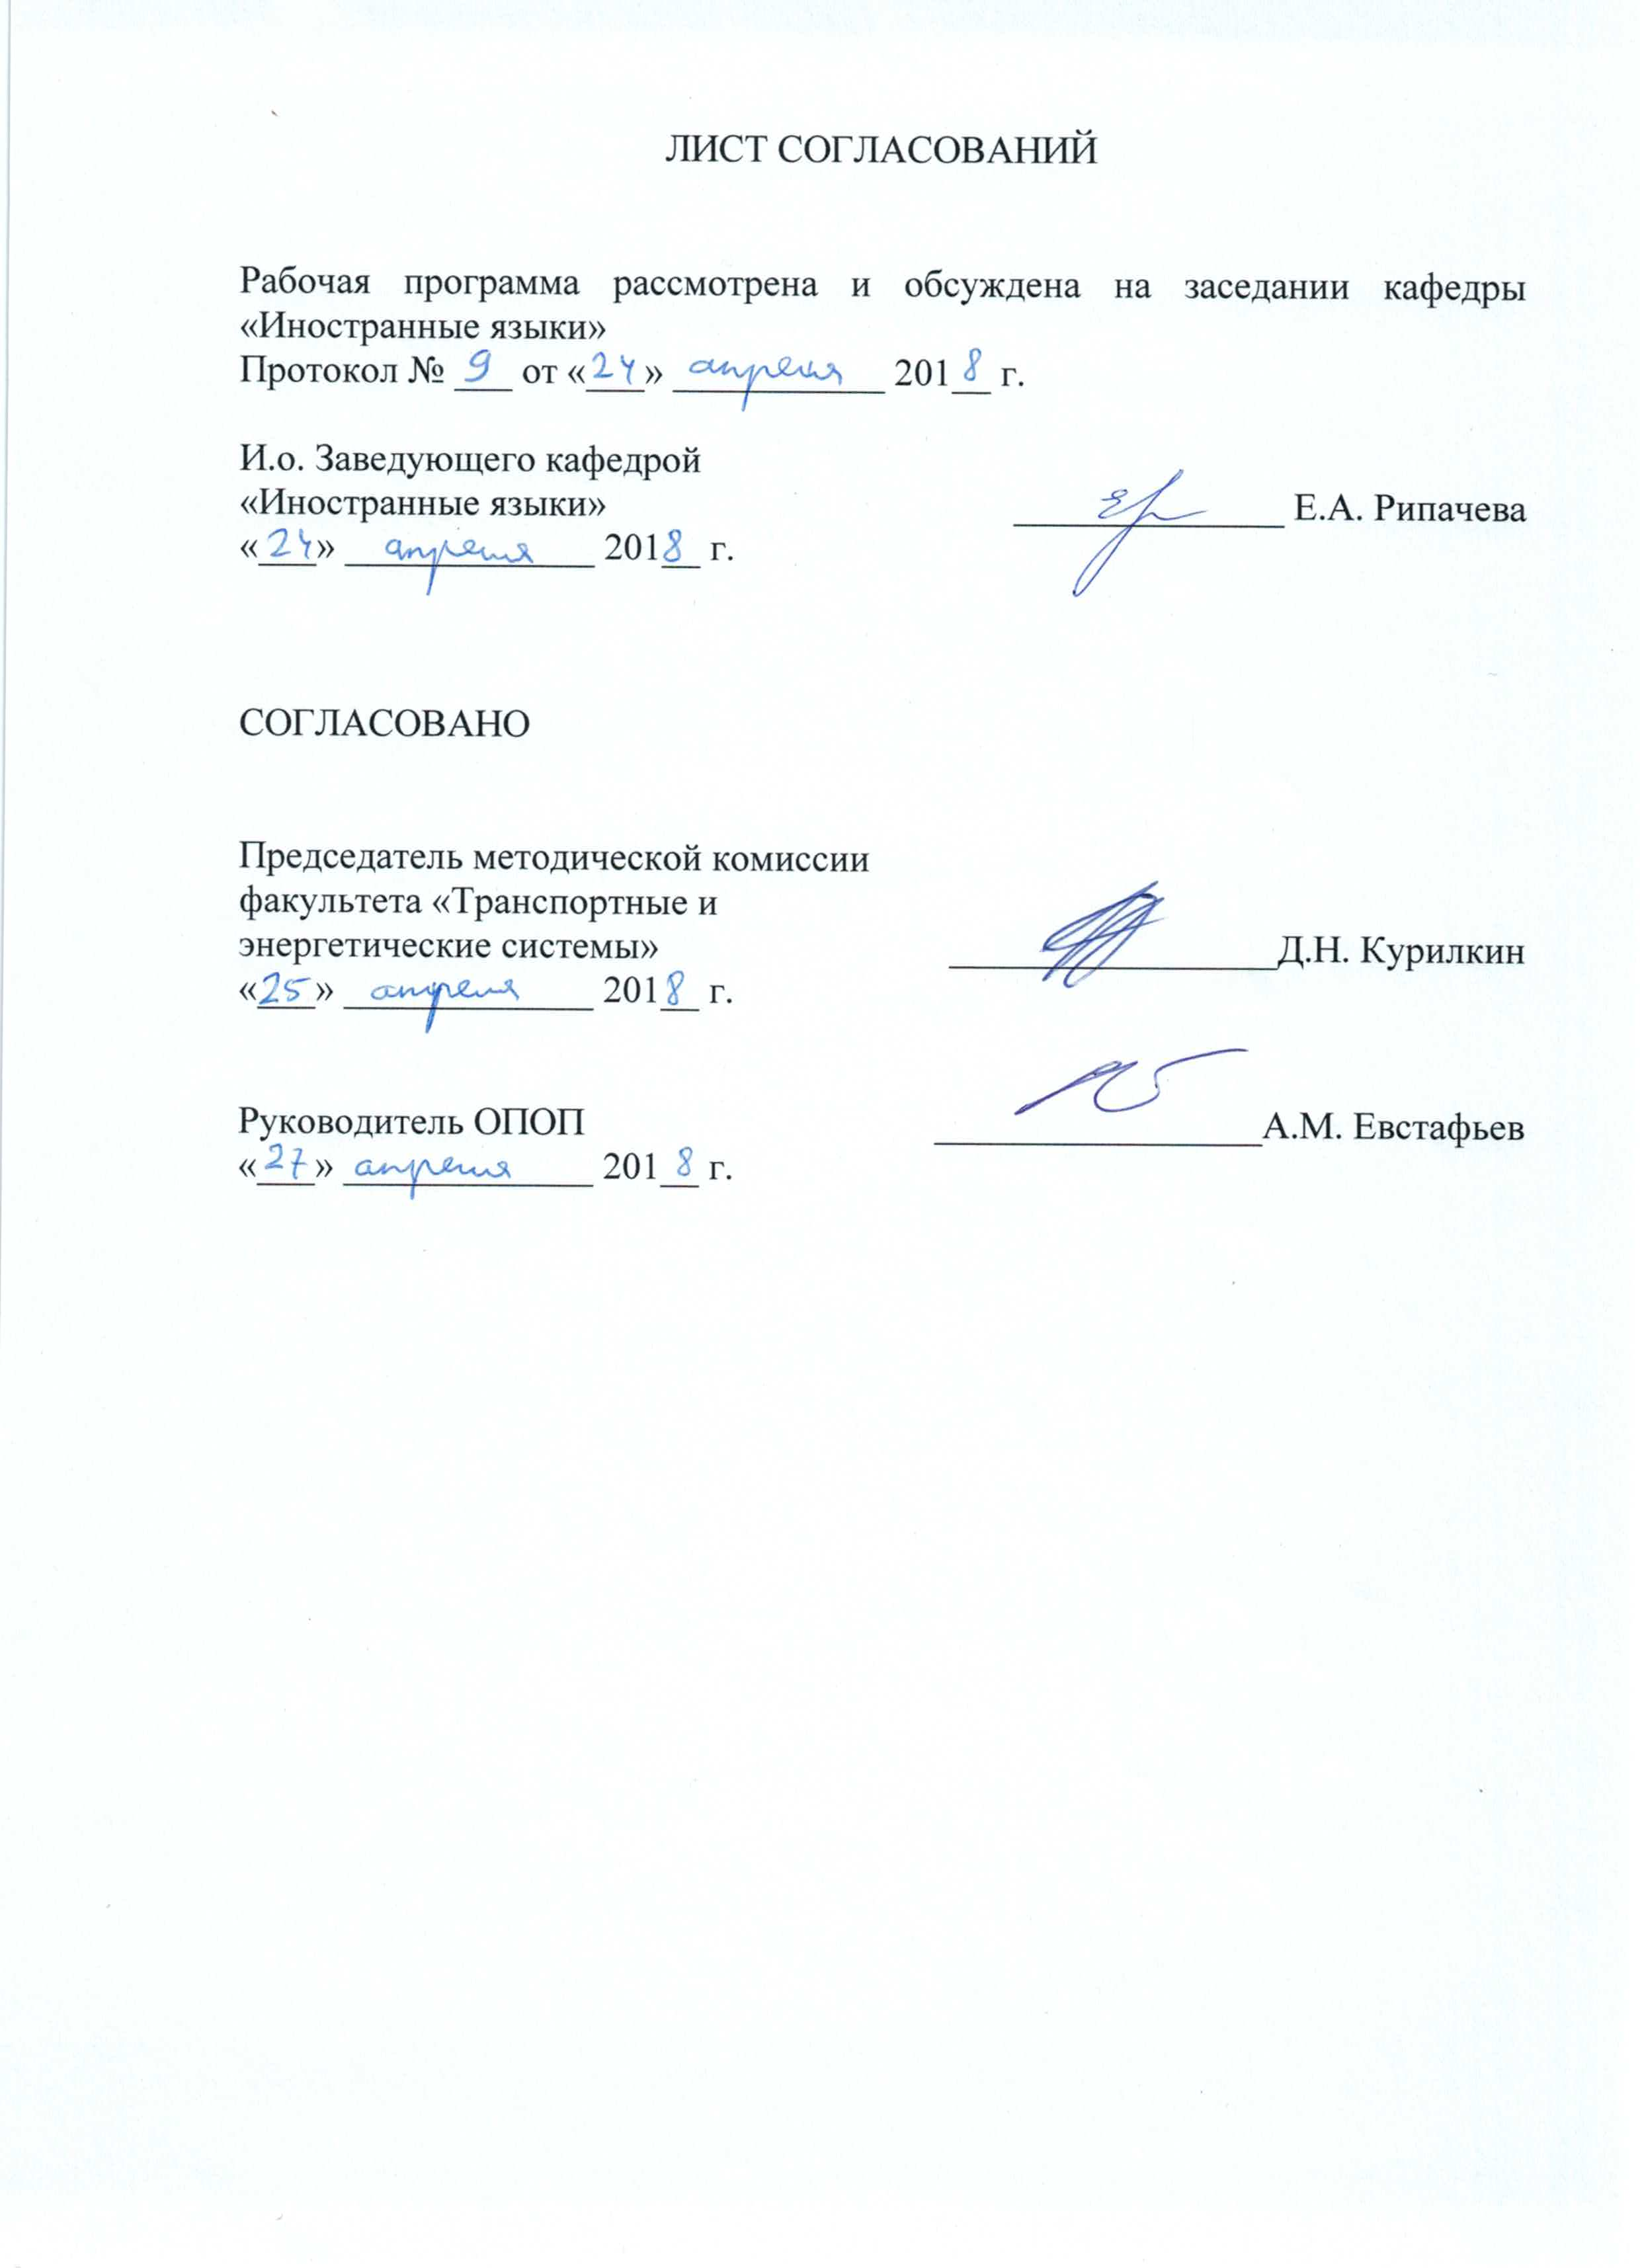 ЛИСТ СОГЛАСОВАНИЙ
Рабочая программа рассмотрена и обсуждена на заседании кафедры
«Иностранные языки»
Протокол № 9 от «24» апреля 2018 г.
И.о. Заведующего кафедрой
«Иностранные языки»
Е.А. Рипачева
«24» апреля 2018 г.
СОГЛАСОВАНО
Председатель методической комиссии
факультета «Транспортные и
энергетические системы»
Д.Н. Курилкин
«25» апреля 2018 г.
Руководитель ОПОП
А.М. Евстафьев
«27» апреля 2018 г.